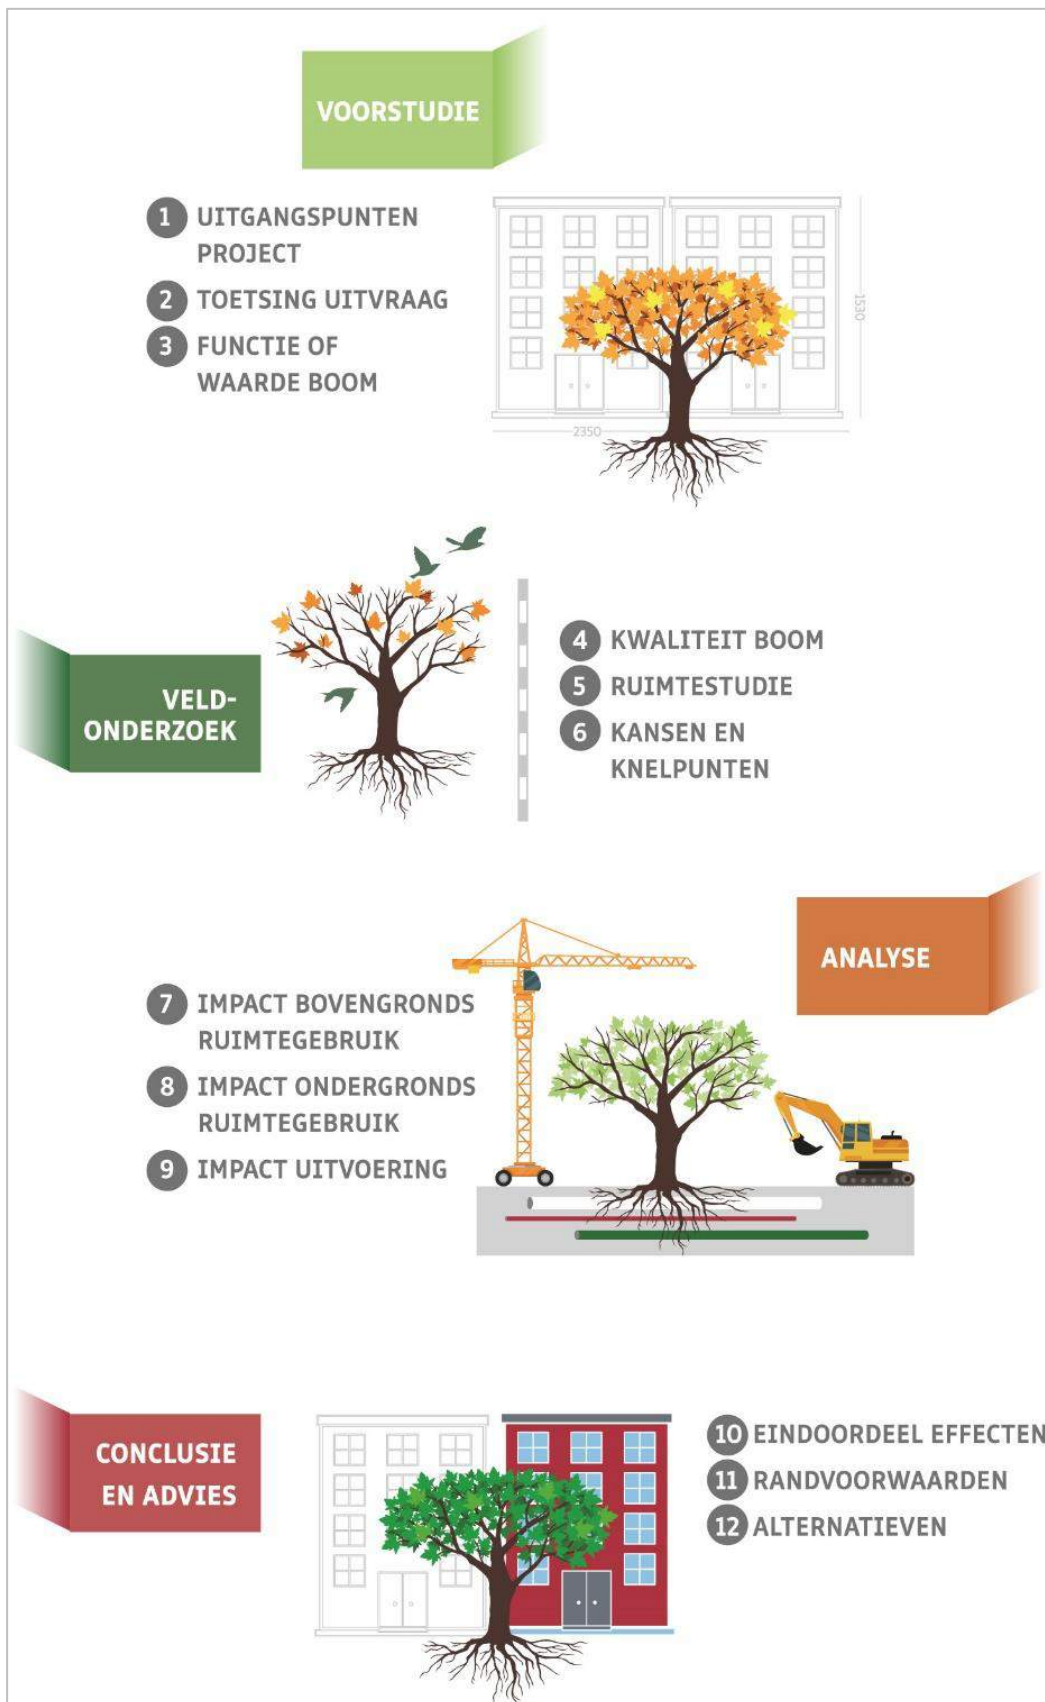 VOORSTUDIE
1 UITGANGSPUNTEN
PROJECT
2 TOETSING UITVRAAG
3 FUNCTIE OF
WAARDE BOOM
1530
2350
VELD-
ONDERZOEK
4 KWALITEIT BOOM
5 RUIMTESTUDIE
6 KANSEN EN
KNELPUNTEN
ANALYSE
7 IMPACT BOVENGRONDS
RUIMTEGEBRUIK
8 IMPACT ONDERGRONDS
RUIMTEGEBRUIK
9 IMPACT UITVOERING
CONCLUSIE
EN ADVIES
10 EINDOORDEEL EFFECTEN
11 RANDVOORWAARDEN
12 ALTERNATIEVEN